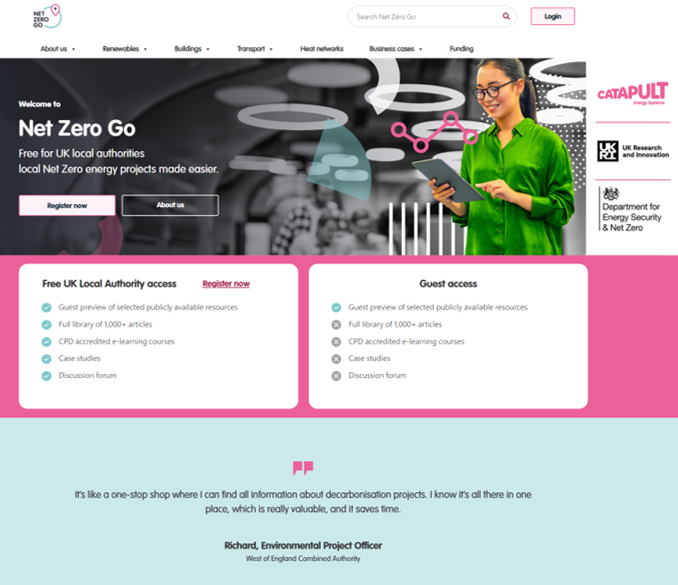 NET
ZERO
GO
Search Net Zero Go
Login
About us
Renewables
Buildings
Transport
Heat networks
Business cases
Funding
Welcome to
Net Zero Go
Free for UK local authorities
local Net Zero energy projects made easier.
Register now
About us
CATAPULT
Energy Systems
UK
RI
UK Research
and Innovation
Department for
Energy Security
& Net Zero
Free UK Local Authority access
Register now
Guest preview of selected publicly available resources
Full library of 1,000+ articles
CPD accredited e-learning courses
Case studies
Discussion forum
Guest access
Guest preview of selected publicly available resources
Full library of 1,000+ articles
CPD accredited e-learning courses
Case studies
Discussion forum
It's like a one-stop shop where I can find all information about decarbonisation projects. I know it's all there in one
place, which is really valuable, and it saves time.
Richard, Environmental Project Officer
West of England Combined Authority